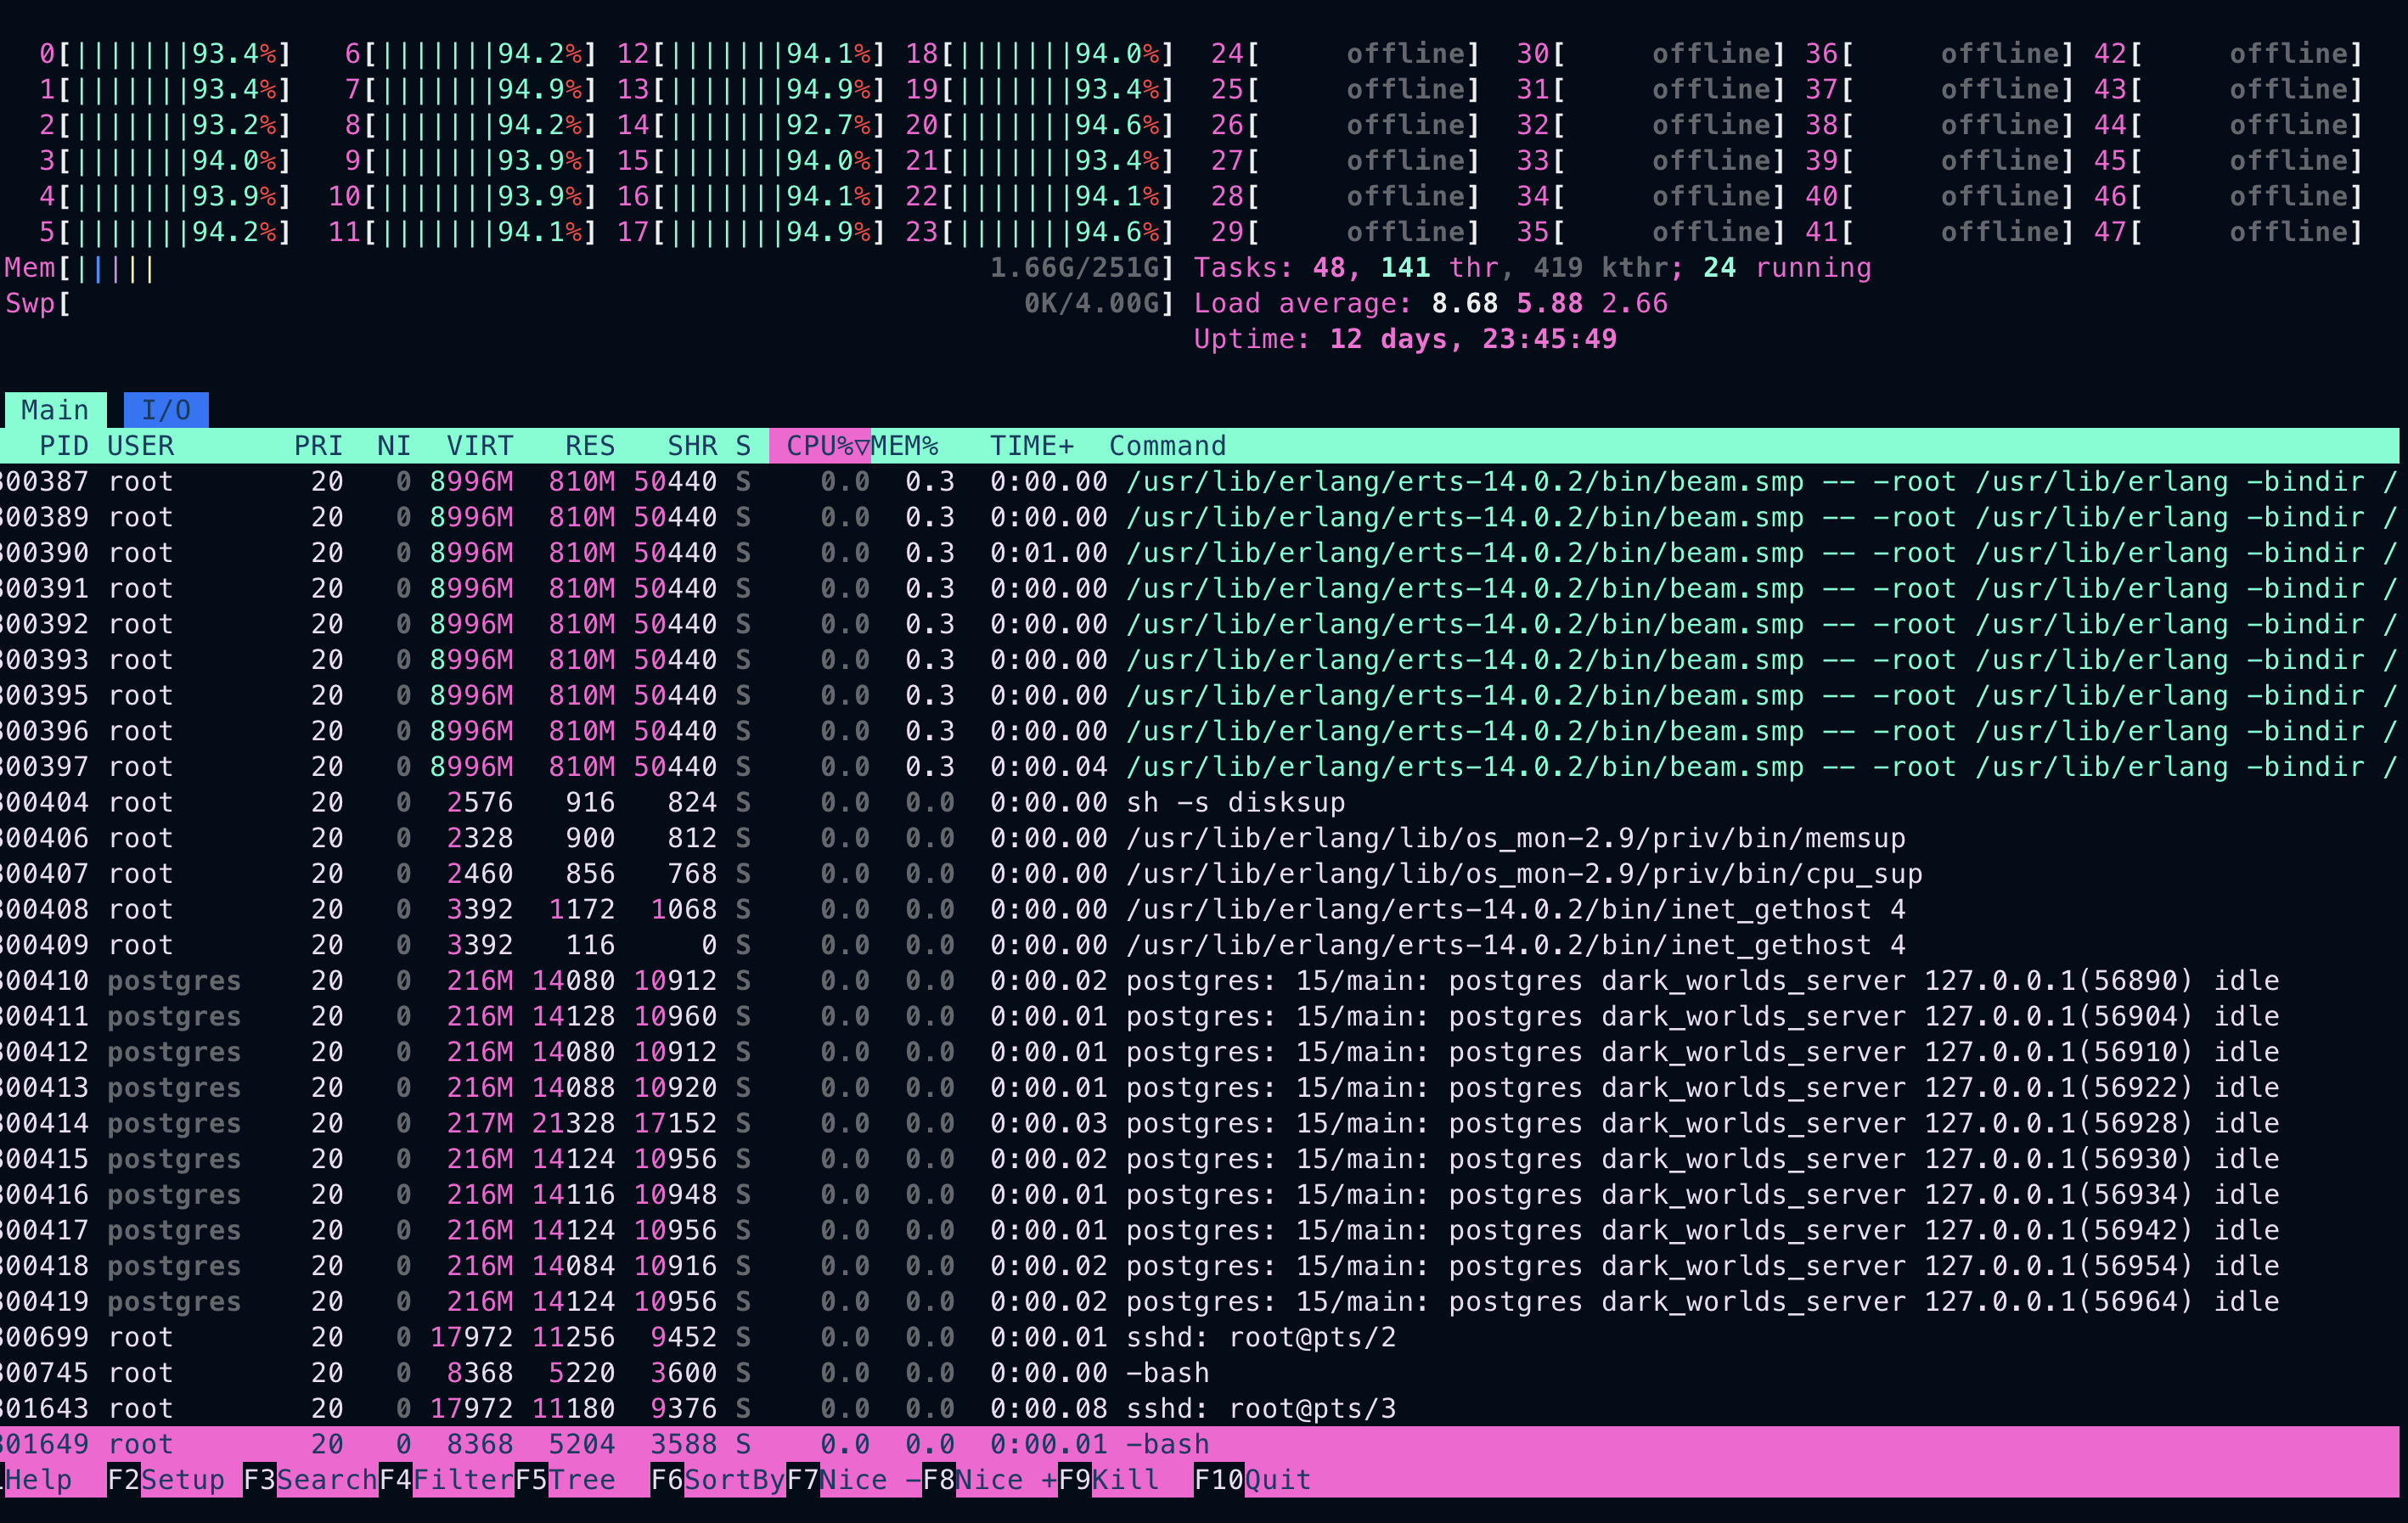 0[|||||||93.4%] 6[|||||||94.2%] 12[|||||||94.1%] 18[|||||||94.0%] 24[ offline] 30[ offline] 36[ offline] 42[ offline]
1[|||||||93.4%] 7[|||||||94.9%] 13[|||||||94.9%] 19[|||||||93.4%] 25[ offline] 31[ offline] 37[ offline] 43[ offline]
2[|||||||93.2%] 8[|||||||94.2%] 14[|||||||92.7%] 20[|||||||94.6%] 26[ offline] 32[ offline] 38[ offline] 44[ offline]
3[|||||||94.0%] 9[|||||||93.9%] 15[|||||||94.0%] 21[|||||||93.4%] 27[ offline] 33[ offline] 39[ offline] 45[ offline]
4[|||||||93.9%] 10[|||||||93.9%] 16[|||||||94.1%] 22[|||||||94.1%] 28[ offline] 34[ offline] 40[ offline] 46[ offline]
5[|||||||94.2%] 11[|||||||94.1%] 17[|||||||94.9%] 23[|||||||94.6%] 29[ offline] 35[ offline] 41[ offline] 47[ offline]
Mem[||||| 1.66G/251G] Tasks: 48, 141 thr, 419 kthr; 24 running
Swp[ 0K/4.00G] Load average: 8.68 5.88 2.66
Uptime: 12 days, 23:45:49
Main I/O
PID USER PRI NI VIRT RES SHR S CPU%▽MEM% TIME+ Command
300387 root 20 0 8996M 810M 50440 S 0.0 0.3 0:00.00 /usr/lib/erlang/erts-14.0.2/bin/beam.smp -- -root /usr/lib/erlang -bindir /
300389 root 20 0 8996M 810M 50440 S 0.0 0.3 0:00.00 /usr/lib/erlang/erts-14.0.2/bin/beam.smp -- -root /usr/lib/erlang -bindir /
300390 root 20 0 8996M 810M 50440 S 0.0 0.3 0:01.00 /usr/lib/erlang/erts-14.0.2/bin/beam.smp -- -root /usr/lib/erlang -bindir /
300391 root 20 0 8996M 810M 50440 S 0.0 0.3 0:00.00 /usr/lib/erlang/erts-14.0.2/bin/beam.smp -- -root /usr/lib/erlang -bindir /
300392 root 20 0 8996M 810M 50440 S 0.0 0.3 0:00.00 /usr/lib/erlang/erts-14.0.2/bin/beam.smp -- -root /usr/lib/erlang -bindir /
300393 root 20 0 8996M 810M 50440 S 0.0 0.3 0:00.00 /usr/lib/erlang/erts-14.0.2/bin/beam.smp -- -root /usr/lib/erlang -bindir /
300395 root 20 0 8996M 810M 50440 S 0.0 0.3 0:00.00 /usr/lib/erlang/erts-14.0.2/bin/beam.smp -- -root /usr/lib/erlang -bindir /
300396 root 20 0 8996M 810M 50440 S 0.0 0.3 0:00.00 /usr/lib/erlang/erts-14.0.2/bin/beam.smp -- -root /usr/lib/erlang -bindir /
300397 root 20 0 8996M 810M 50440 S 0.0 0.3 0:00.04 /usr/lib/erlang/erts-14.0.2/bin/beam.smp -- -root /usr/lib/erlang -bindir /
300404 root 20 0 2576 916 824 S 0.0 0.0 0:00.00 sh -s disksup
300406 root 20 0 2328 900 812 S 0.0 0.0 0:00.00 /usr/lib/erlang/lib/os_mon-2.9/priv/bin/memsup
300407 root 20 0 2460 856 768 S 0.0 0.0 0:00.00 /usr/lib/erlang/lib/os_mon-2.9/priv/bin/cpu_sup
300408 root 20 0 3392 1172 1068 S 0.0 0.0 0:00.00 /usr/lib/erlang/erts-14.0.2/bin/inet_gethost 4
300409 root 20 0 3392 116 0 S 0.0 0.0 0:00.00 /usr/lib/erlang/erts-14.0.2/bin/inet_gethost 4
300410 postgres 20 0 216M 14080 10912 S 0.0 0.0 0:00.02 postgres: 15/main: postgres dark_worlds_server 127.0.0.1(56890) idle
300411 postgres 20 0 216M 14128 10960 S 0.0 0.0 0:00.01 postgres: 15/main: postgres dark_worlds_server 127.0.0.1(56904) idle
300412 postgres 20 0 216M 14080 10912 S 0.0 0.0 0:00.01 postgres: 15/main: postgres dark_worlds_server 127.0.0.1(56910) idle
300413 postgres 20 0 216M 14088 10920 S 0.0 0.0 0:00.01 postgres: 15/main: postgres dark_worlds_server 127.0.0.1(56922) idle
300414 postgres 20 0 217M 21328 17152 S 0.0 0.0 0:00.03 postgres: 15/main: postgres dark_worlds_server 127.0.0.1(56928) idle
300415 postgres 20 0 216M 14124 10956 S 0.0 0.0 0:00.02 postgres: 15/main: postgres dark_worlds_server 127.0.0.1(56930) idle
300416 postgres 20 0 216M 14116 10948 S 0.0 0.0 0:00.01 postgres: 15/main: postgres dark_worlds_server 127.0.0.1(56934) idle
300417 postgres 20 0 216M 14124 10956 S 0.0 0.0 0:00.01 postgres: 15/main: postgres dark_worlds_server 127.0.0.1(56942) idle
300418 postgres 20 0 216M 14084 10916 S 0.0 0.0 0:00.02 postgres: 15/main: postgres dark_worlds_server 127.0.0.1(56954) idle
300419 postgres 20 0 216M 14124 10956 S 0.0 0.0 0:00.02 postgres: 15/main: postgres dark_worlds_server 127.0.0.1(56964) idle
300699 root 20 0 17972 11256 9452 S 0.0 0.0 0:00.01 sshd: root@pts/2
300745 root 20 0 8368 5220 3600 S 0.0 0.0 0:00.00 -bash
301643 root 20 0 17972 11180 9376 S 0.0 0.0 0:00.08 sshd: root@pts/3
301649 root 20 0 8368 5204 3588 S 0.0 0.0 0:00.01 -bash
Help F2Setup F3SearchF4FilterF5Tree F6SortByF7Nice -F8Nice +F9Kill F10Quit